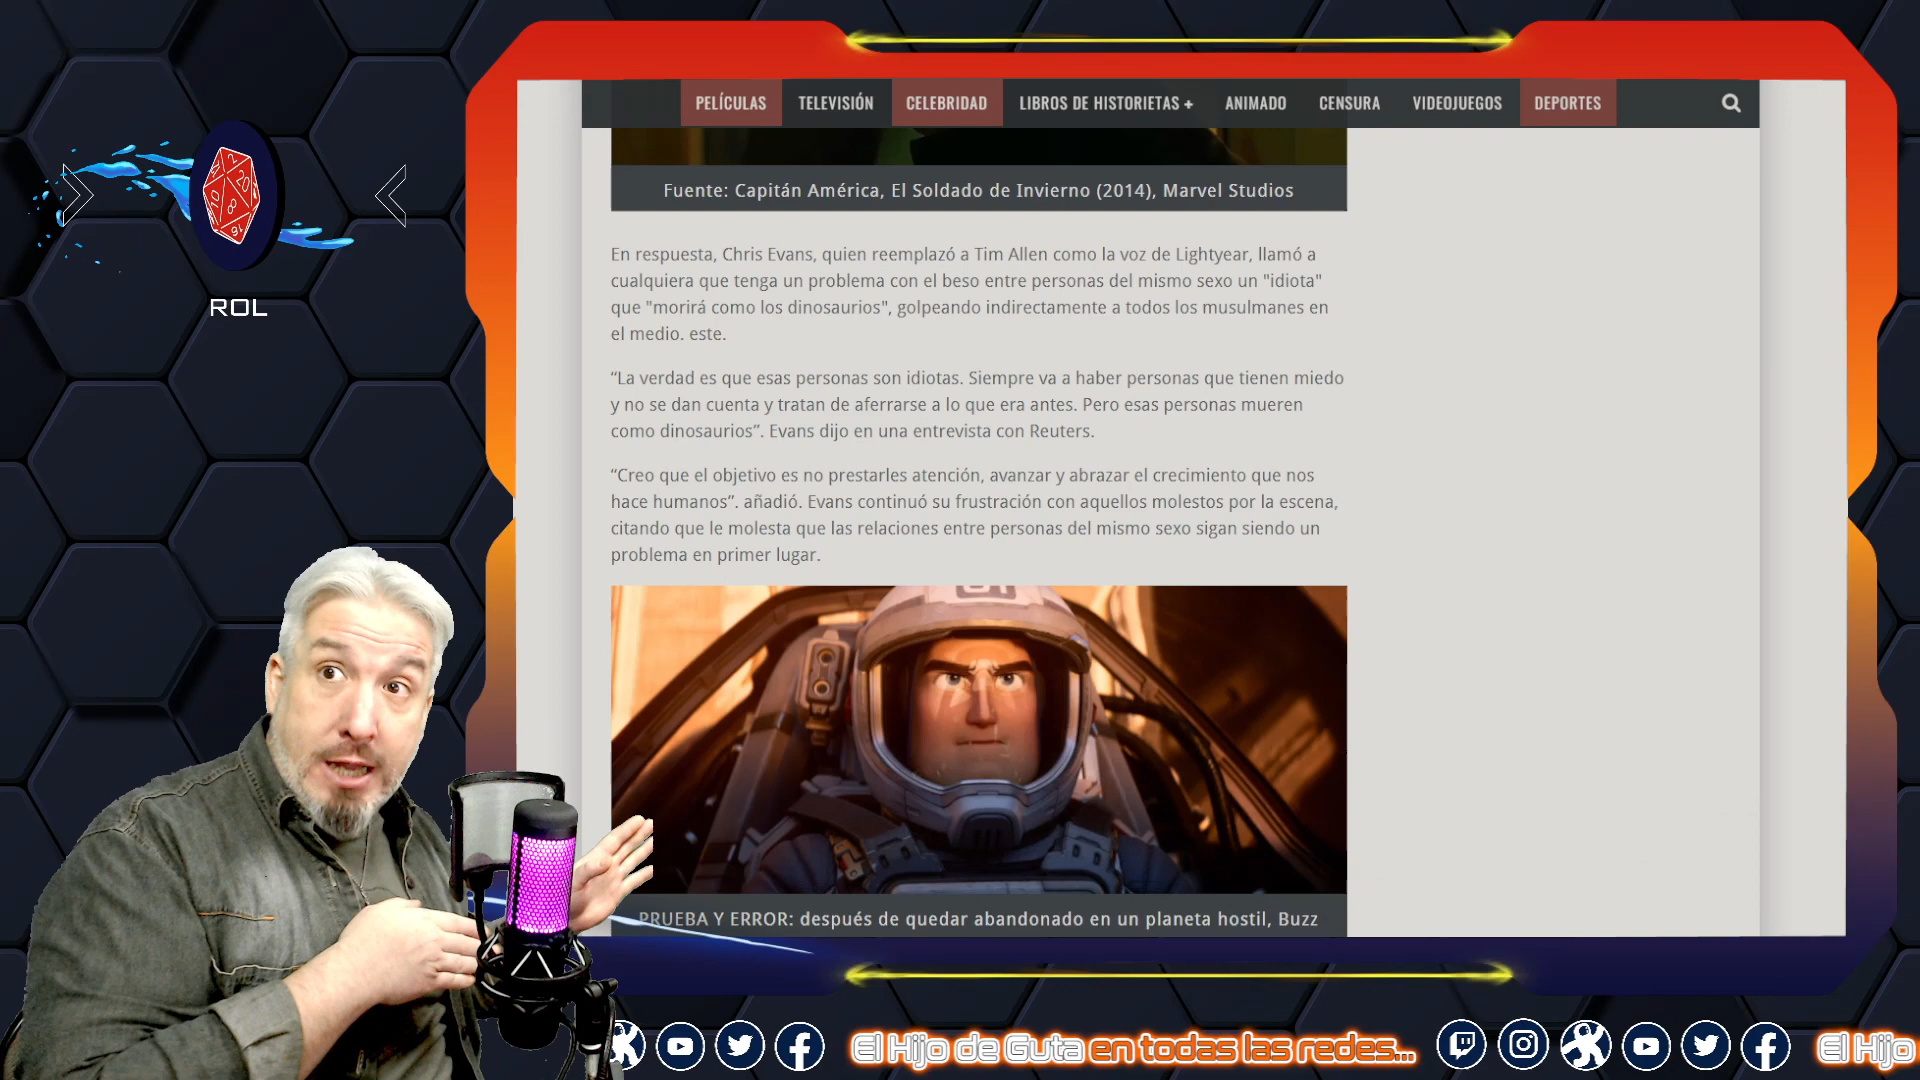 PELÍCULAS TELEVISIÓN CELEBRIDAD LIBROS DE HISTORIETAS + ANIMADO CENSURA VIDEOJUEGOS DEPORTES
Fuente: Capitán América, El Soldado de Invierno (2014), Marvel Studios
En respuesta, Chris Evans, quien reemplazó a Tim Allen como la voz de Lightyear, llamó a
cualquiera que tenga un problema con el beso entre personas del mismo sexo un "idiota"
que "morirá como los dinosaurios", golpeando indirectamente a todos los musulmanes en
el medio. este.
“La verdad es que esas personas son idiotas. Siempre va a haber personas que tienen miedo
y no se dan cuenta y tratan de aferrarse a lo que era antes. Pero esas personas mueren
como dinosaurios”. Evans dijo en una entrevista con Reuters.
“Creo que el objetivo es no prestarles atención, avanzar y abrazar el crecimiento que nos
hace humanos”. añadió. Evans continuó su frustración con aquellos molestos por la escena,
citando que le molesta que las relaciones entre personas del mismo sexo sigan siendo un
problema en primer lugar.
PRUEBA Y ERROR: después de quedar abandonado en un planeta hostil, Buzz
2
20
10
8
16
ROL
El Hijo de Guta en todas las redes...
El Hijo